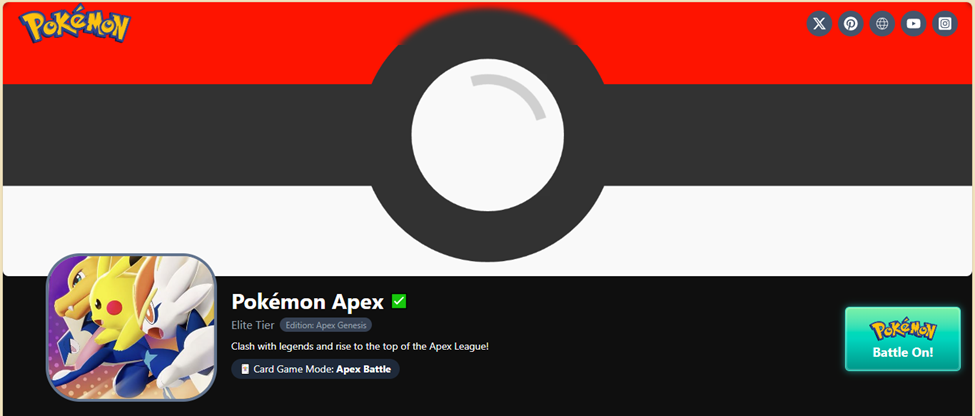 POKÉMON
Pokémon Apex
Elite Tier Edition: Apex Genesis
Clash with legends and rise to the top of the Apex League!
Card Game Mode: Apex Battle
POKÉMON
Battle On!